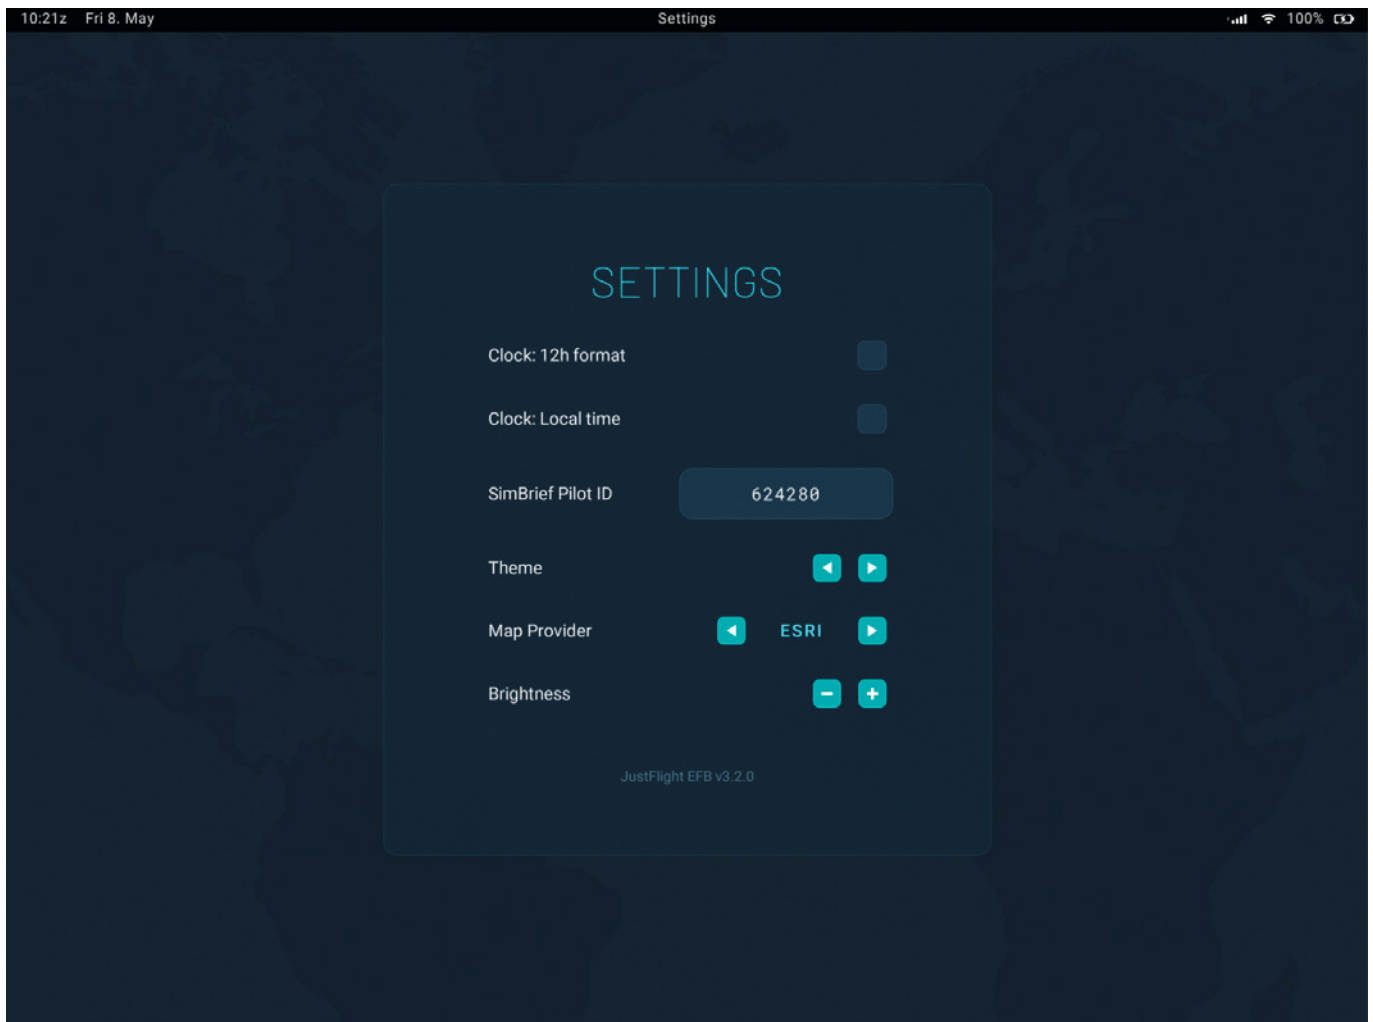 10:21z Fri 8. May Settings 100%
SETTINGS
Clock: 12h format
Clock: Local time
SimBrief Pilot ID 624280
Theme
Map Provider ESRI
Brightness
JustFlight EFB v3.2.0